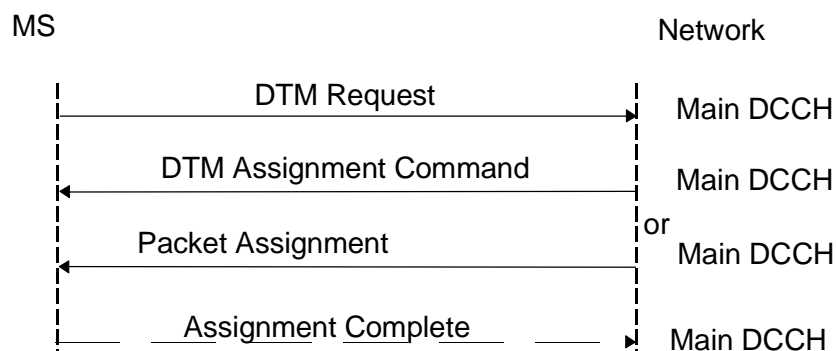 MS
Network
DTM Request
Main DCCH
DTM Assignment Command
Main DCCH
or
Packet Assignment
Main DCCH
Assignment Complete
Main DCCH